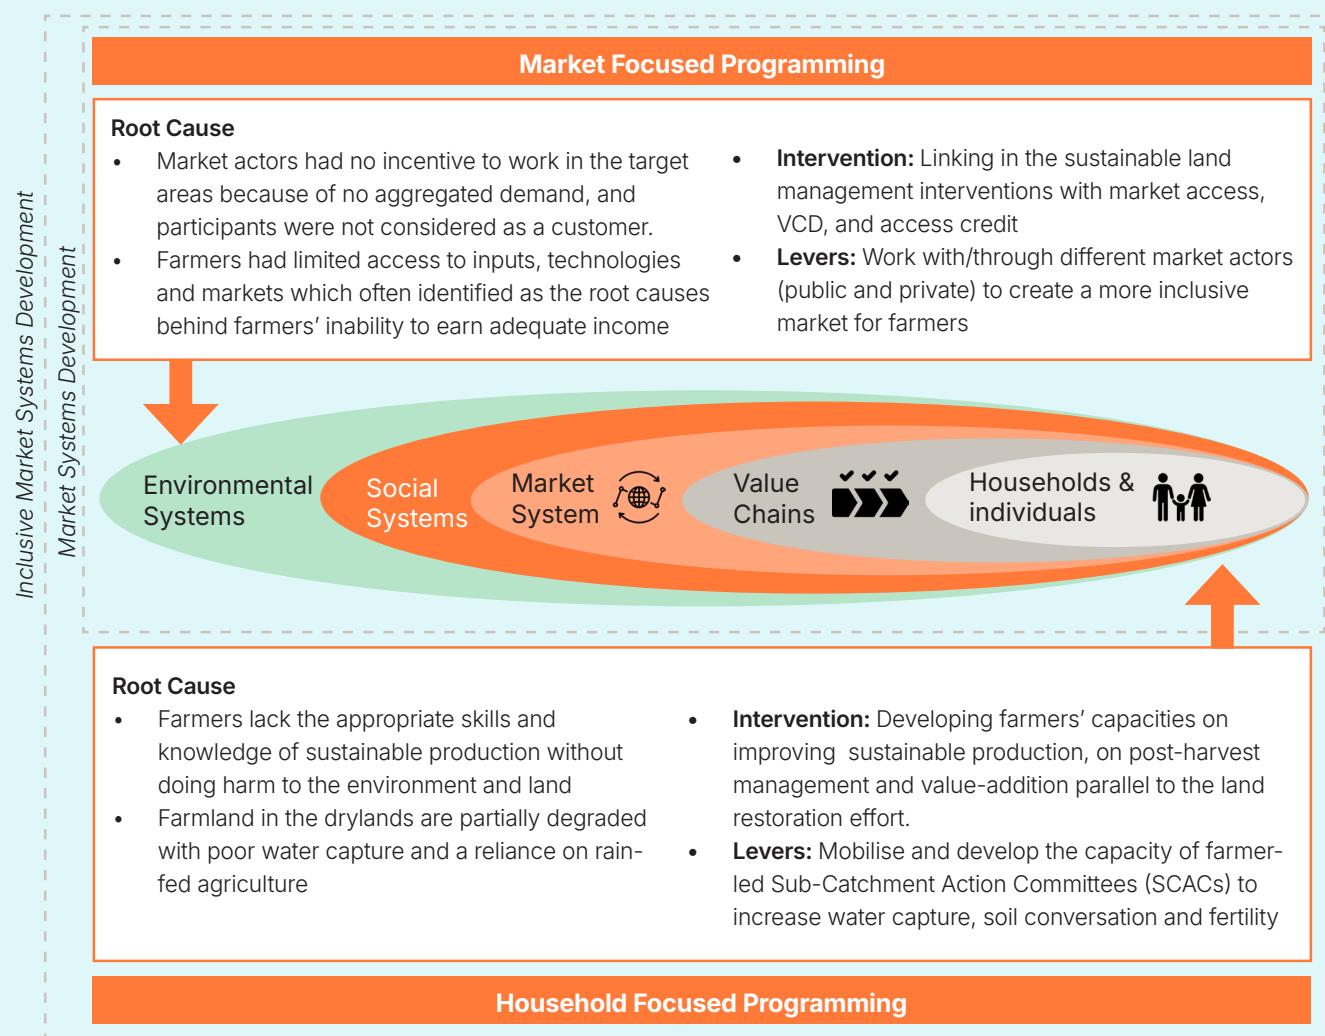 Market Focused Programming
Root Cause
• Market actors had no incentive to work in the target
areas because of no aggregated demand, and
participants were not considered as a customer.
• Farmers had limited access to inputs, technologies
and markets which often identified as the root causes
behind farmers’ inability to earn adequate income
• Intervention: Linking in the sustainable land
management interventions with market access,
VCD, and access credit
• Levers: Work with/through different market actors
(public and private) to create a more inclusive
market for farmers
Inclusive Market Systems Development
Market Systems Development
Environmental
Systems
Social
Systems
Market
System
Value
Chains
Households &
individuals
Root Cause
• Farmers lack the appropriate skills and
knowledge of sustainable production without
doing harm to the environment and land
• Farmland in the drylands are partially degraded
with poor water capture and a reliance on rain-
fed agriculture
• Intervention: Developing farmers’ capacities on
improving  sustainable production, on post-harvest
management and value-addition parallel to the land
restoration effort.
• Levers: Mobilise and develop the capacity of farmer-
led Sub-Catchment Action Committees (SCACs) to
increase water capture, soil conversation and fertility
Household Focused Programming